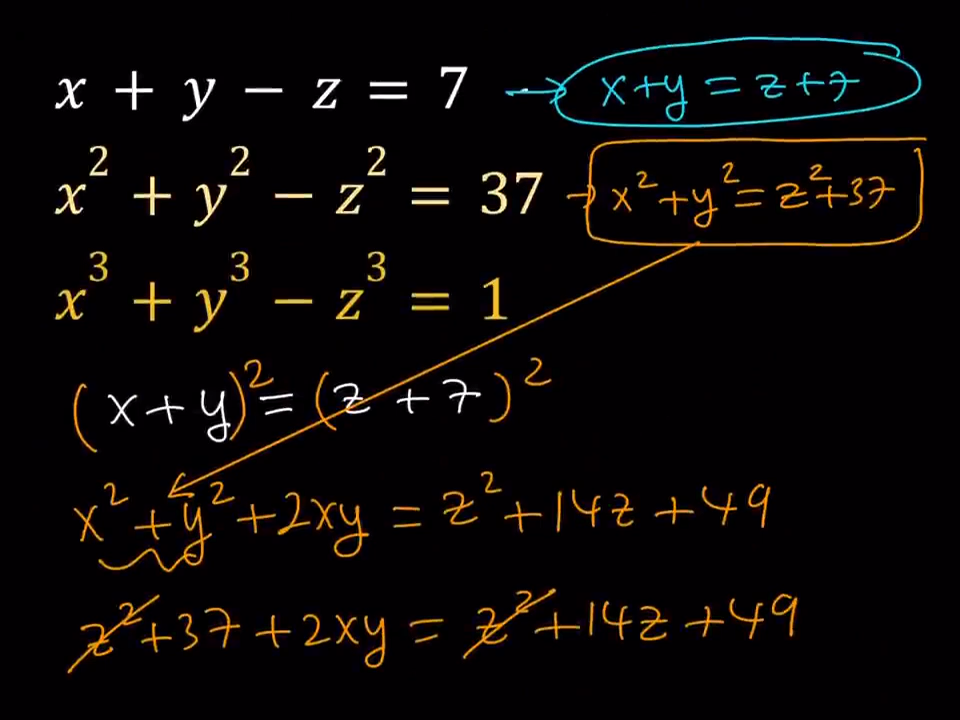 x + y − z = 7 → x+y = z+7
x² + y² − z² = 37 → x²+y² = z²+37
x³ + y³ − z³ = 1
(x+y)² = (z+7)²
x²+y²+2xy = z²+14z+49
z²+37+2xy = z²+14z+49